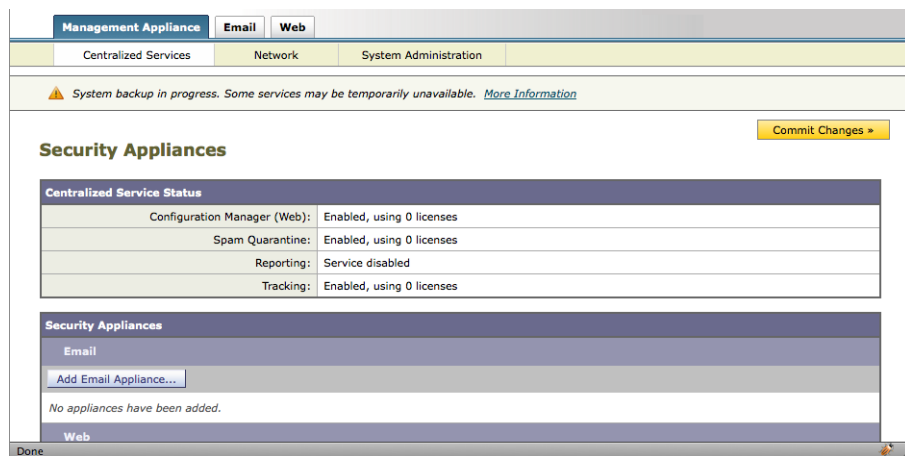 Management Appliance Email Web
Centralized Services Network System Administration
System backup in progress. Some services may be temporarily unavailable. More Information
Commit Changes »
Security Appliances
Centralized Service Status
Configuration Manager (Web): Enabled, using 0 licenses
Spam Quarantine: Enabled, using 0 licenses
Reporting: Service disabled
Tracking: Enabled, using 0 licenses
Security Appliances
Email
Add Email Appliance...
No appliances have been added.
Web
Done